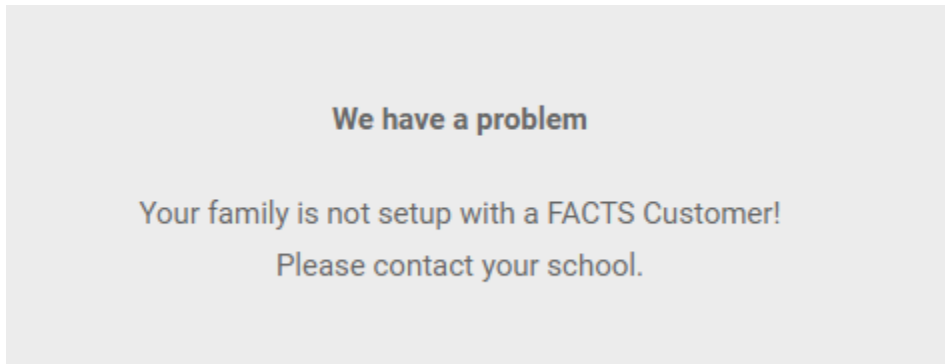 We have a problem
Your family is not setup with a FACTS Customer!
Please contact your school.